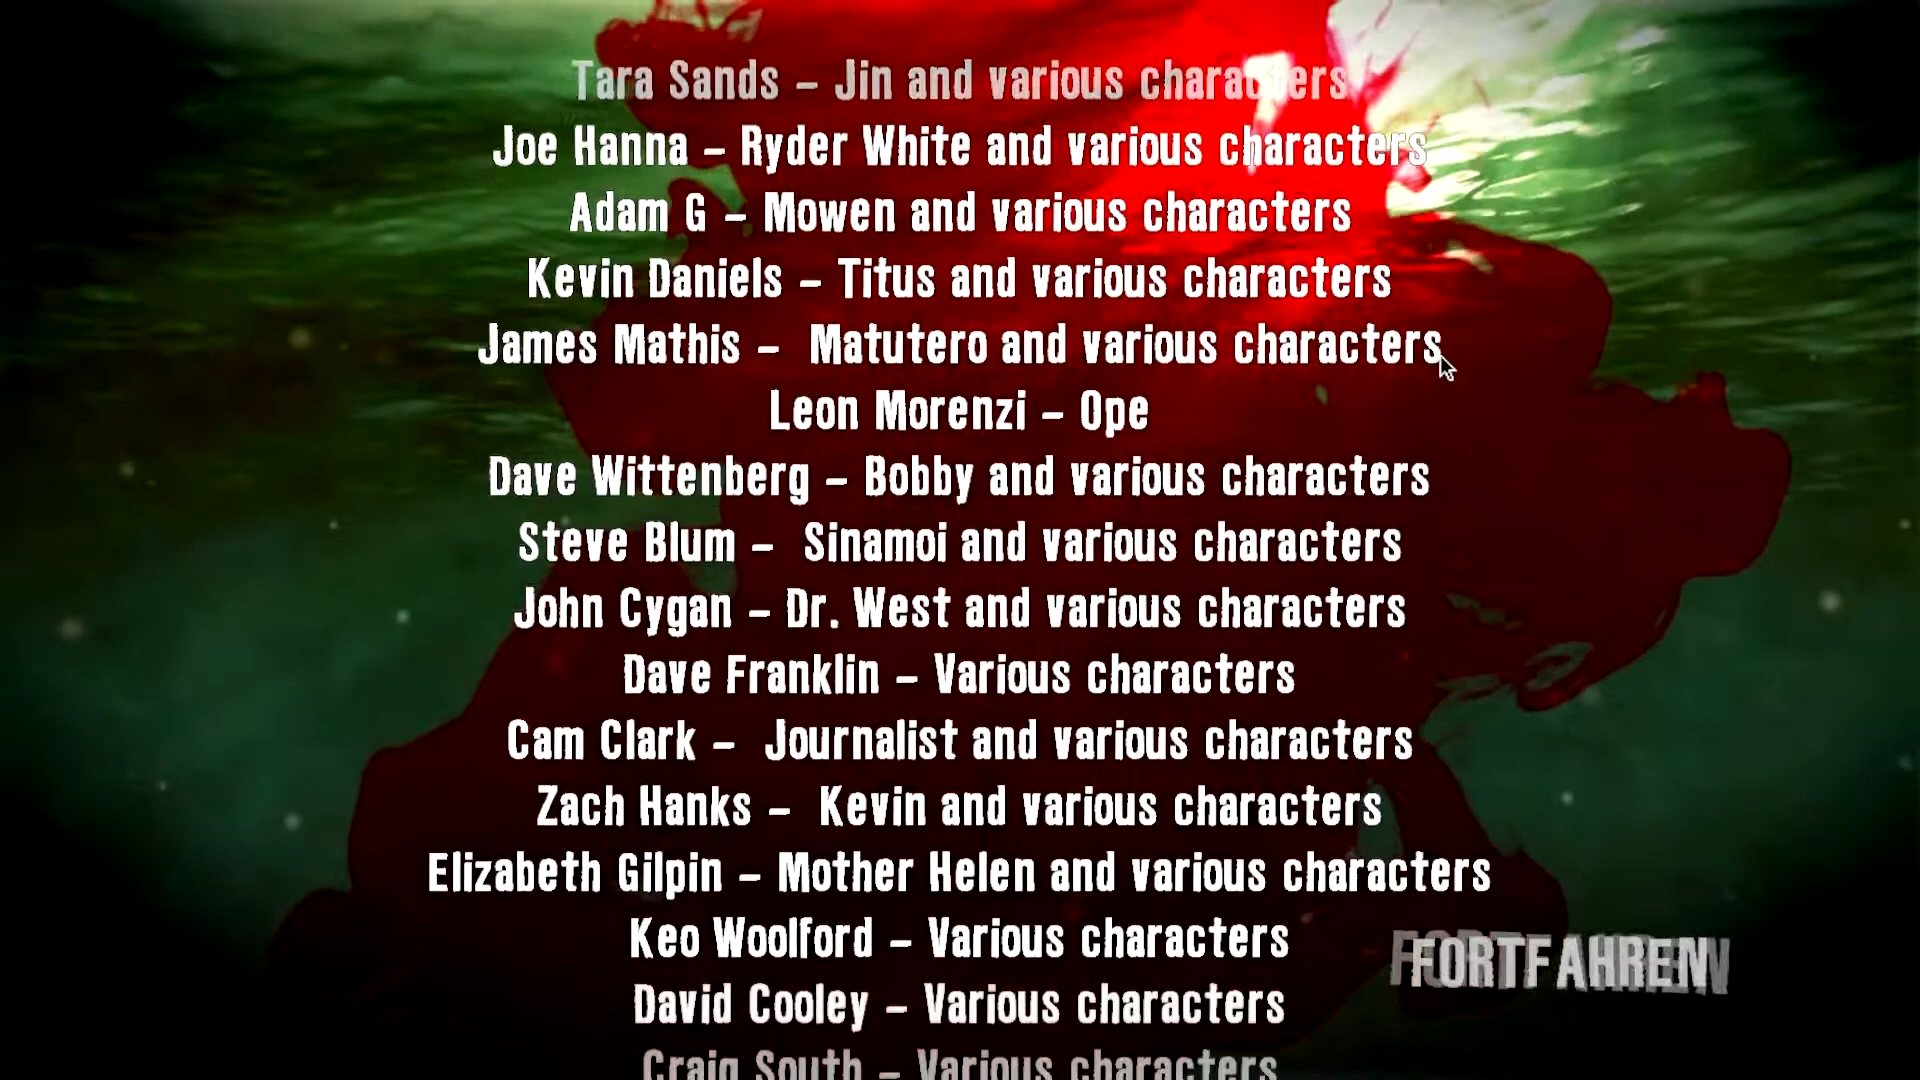 Tara Sands – Jin and various characters
Joe Hanna – Ryder White and various characters
Adam G – Mowen and various characters
Kevin Daniels – Titus and various characters
James Mathis –  Matutero and various characters
Leon Morenzi – Ope
Dave Wittenberg – Bobby and various characters
Steve Blum –  Sinamoi and various characters
John Cygan – Dr. West and various characters
Dave Franklin – Various characters
Cam Clark –  Journalist and various characters
Zach Hanks –  Kevin and various characters
Elizabeth Gilpin – Mother Helen and various characters
Keo Woolford – Various characters
FORTFAHREN
David Cooley – Various characters
Craig South – Various characters